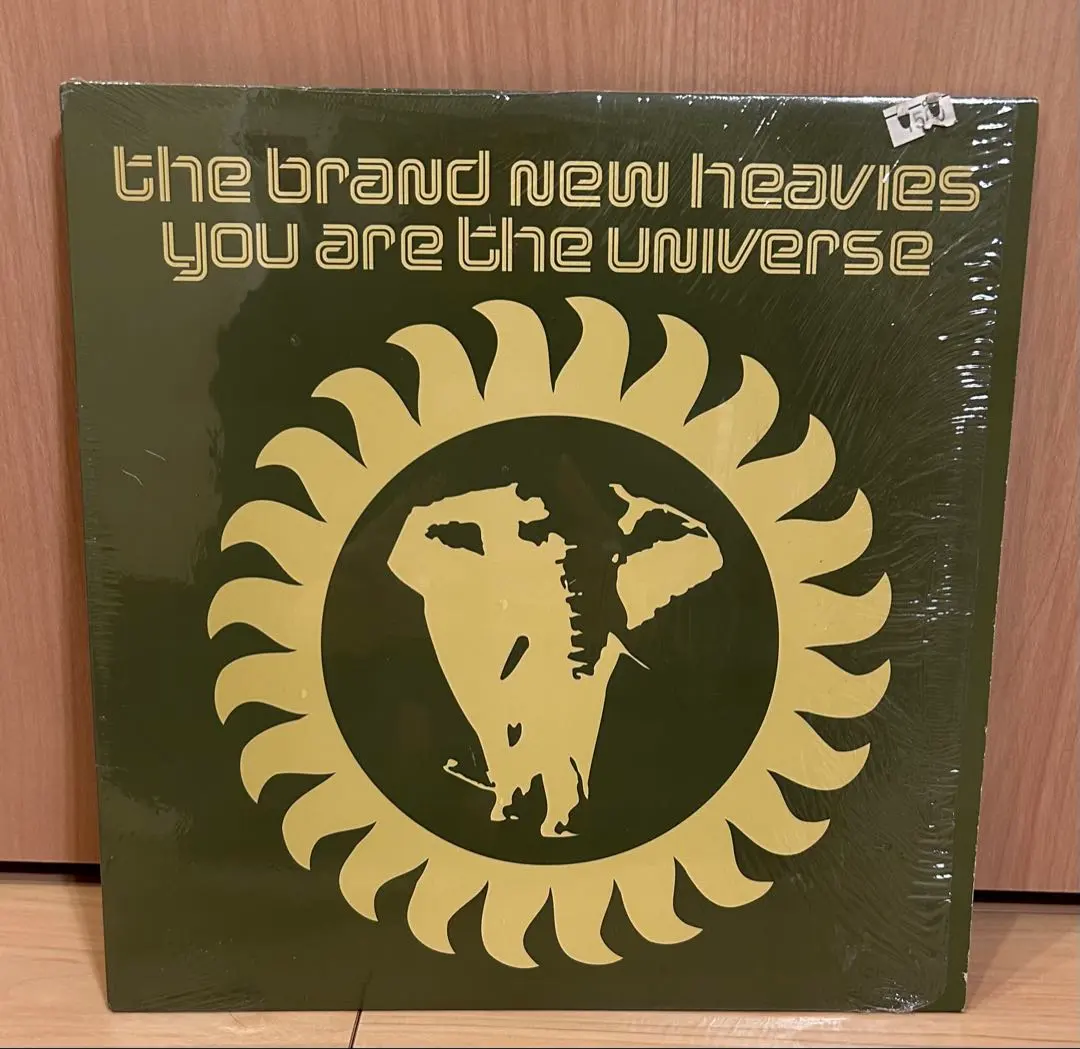 the brand new heavies
you are the universe